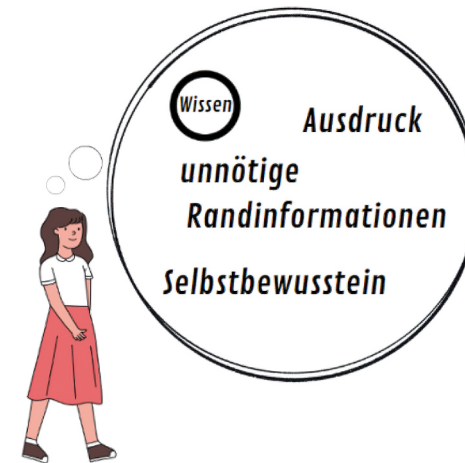 Wissen
Ausdruck
unnötige
Randinformationen
Selbstbewusstein